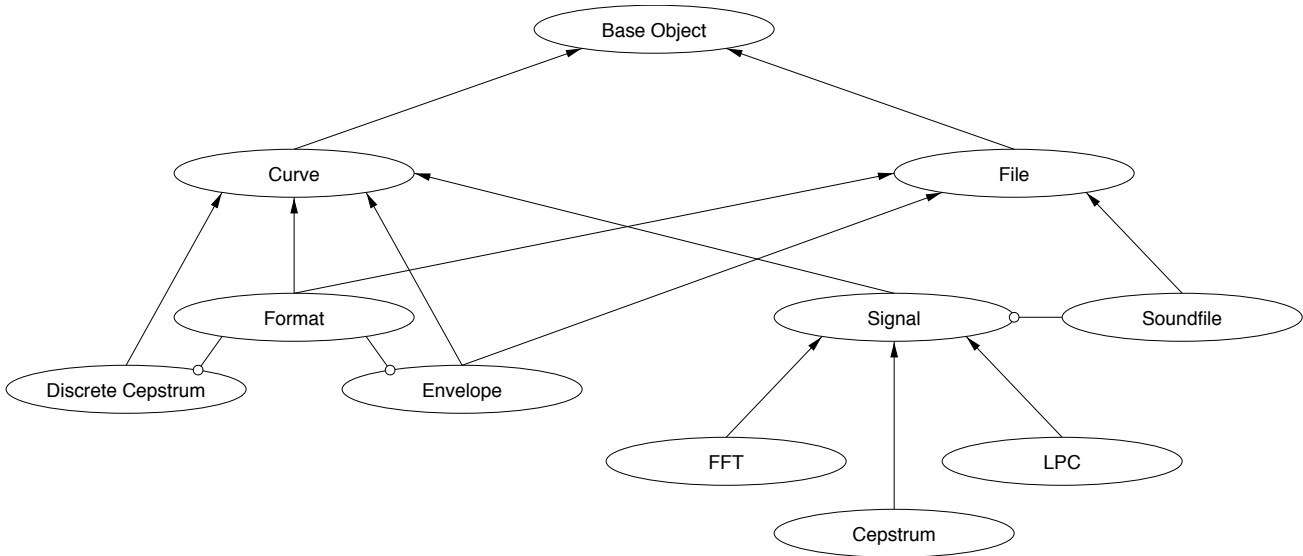 Base Object
Curve
File
Format
Signal
Soundfile
Discrete Cepstrum
Envelope
FFT
LPC
Cepstrum